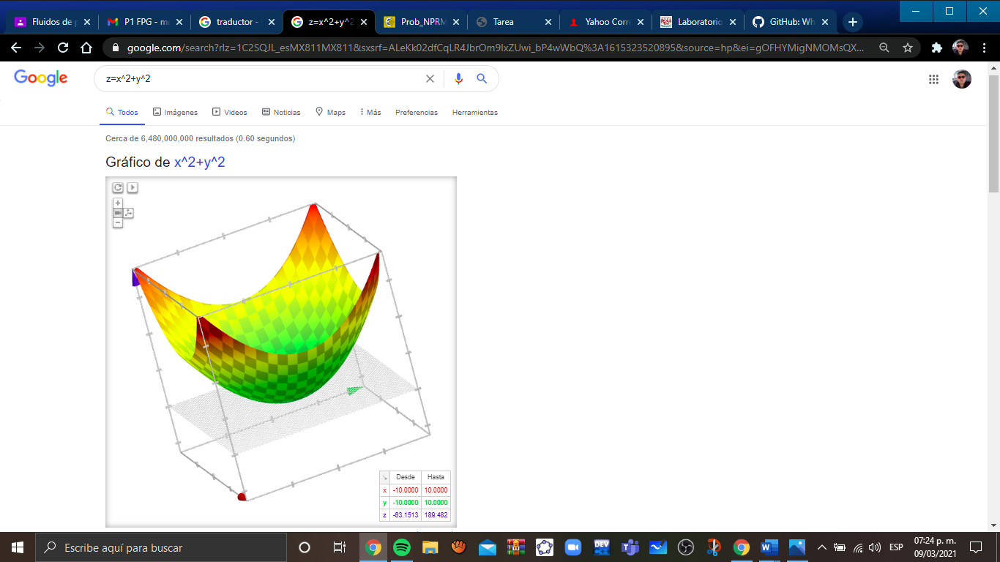 Fluidos de p
P1 FPG - me
traductor -
z=x^2+y^2
Prob_NPRM
Tarea
Yahoo Corre
Laboratorio
GitHub: Wh
google.com/search?rlz=1C2SQJL_esMX811MX811&sxsrf=ALeKk02dfCqLR4JbrOm9IxZUwi_bP4wWbQ%3A1615323520895&source=hp&ei=gOFHYMigNMOMsQX...
Google
z=x^2+y^2
Todos
Imágenes
Videos
Noticias
Maps
Más
Preferencias
Herramientas
Cerca de 6,480,000,000 resultados (0.60 segundos)
Gráfico de x^2+y^2
Desde Hasta
x -10.0000 10.0000
y -10.0000 10.0000
z -63.1513 189.482
Escribe aquí para buscar
DEV
ESP
07:24 p. m.
09/03/2021